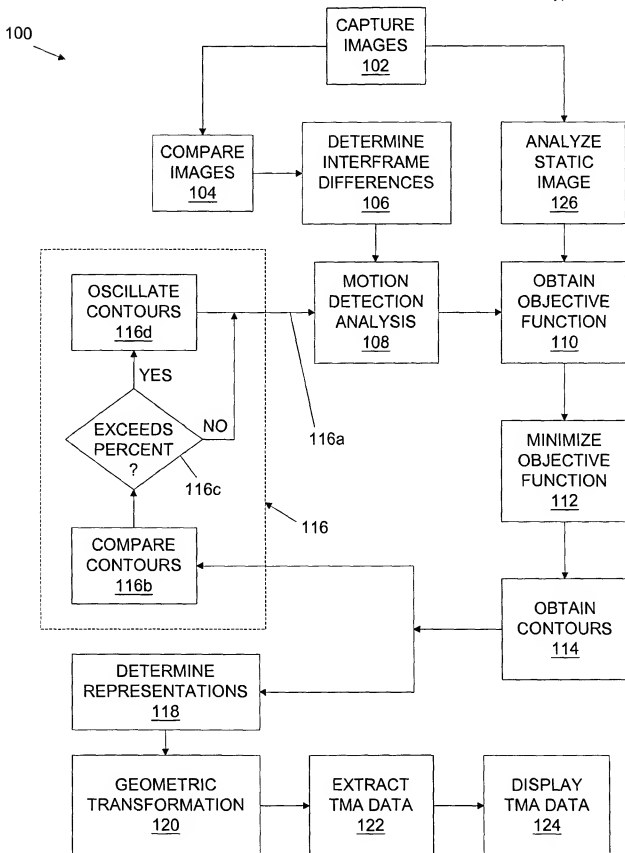 100
CAPTURE
IMAGES
102
COMPARE
IMAGES
104
DETERMINE
INTERFRAME
DIFFERENCES
106
ANALYZE
STATIC
IMAGE
126
OSCILLATE
CONTOURS
116d
MOTION
DETECTION
ANALYSIS
108
OBTAIN
OBJECTIVE
FUNCTION
110
YES
NO
EXCEEDS
PERCENT
?
116a
116c
MINIMIZE
OBJECTIVE
FUNCTION
112
116
COMPARE
CONTOURS
116b
OBTAIN
CONTOURS
114
DETERMINE
REPRESENTATIONS
118
GEOMETRIC
TRANSFORMATION
120
EXTRACT
TMA DATA
122
DISPLAY
TMA DATA
124